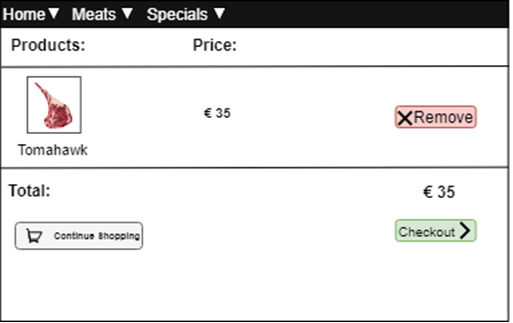 Home▼ Meats ▼ Specials ▼
Products: Price:
€ 35
Remove
Tomahawk
Total: € 35
Continue Shopping Checkout